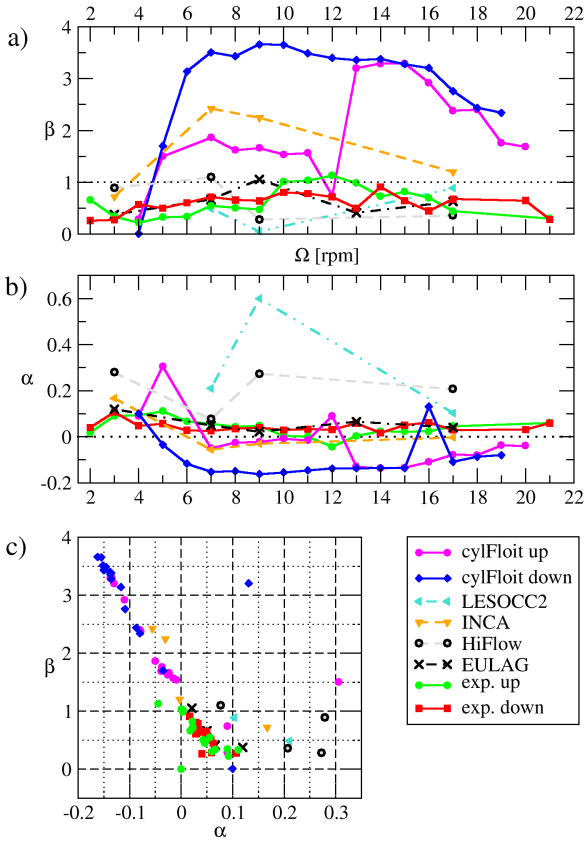 2 4 6 8 10 12 14 16 18 20 22
a)
4
3
2
1
0
β
Ω [rpm]
b)
0.6
0.4
0.2
0
-0.2
α
2 4 6 8 10 12 14 16 18 20 22
c)
4
3
2
1
0
β
-0.2 -0.1 0 0.1 0.2 0.3
α
cylFloit up
cylFloit down
LESOCC2
INCA
HiFlow
EULAG
exp. up
exp. down